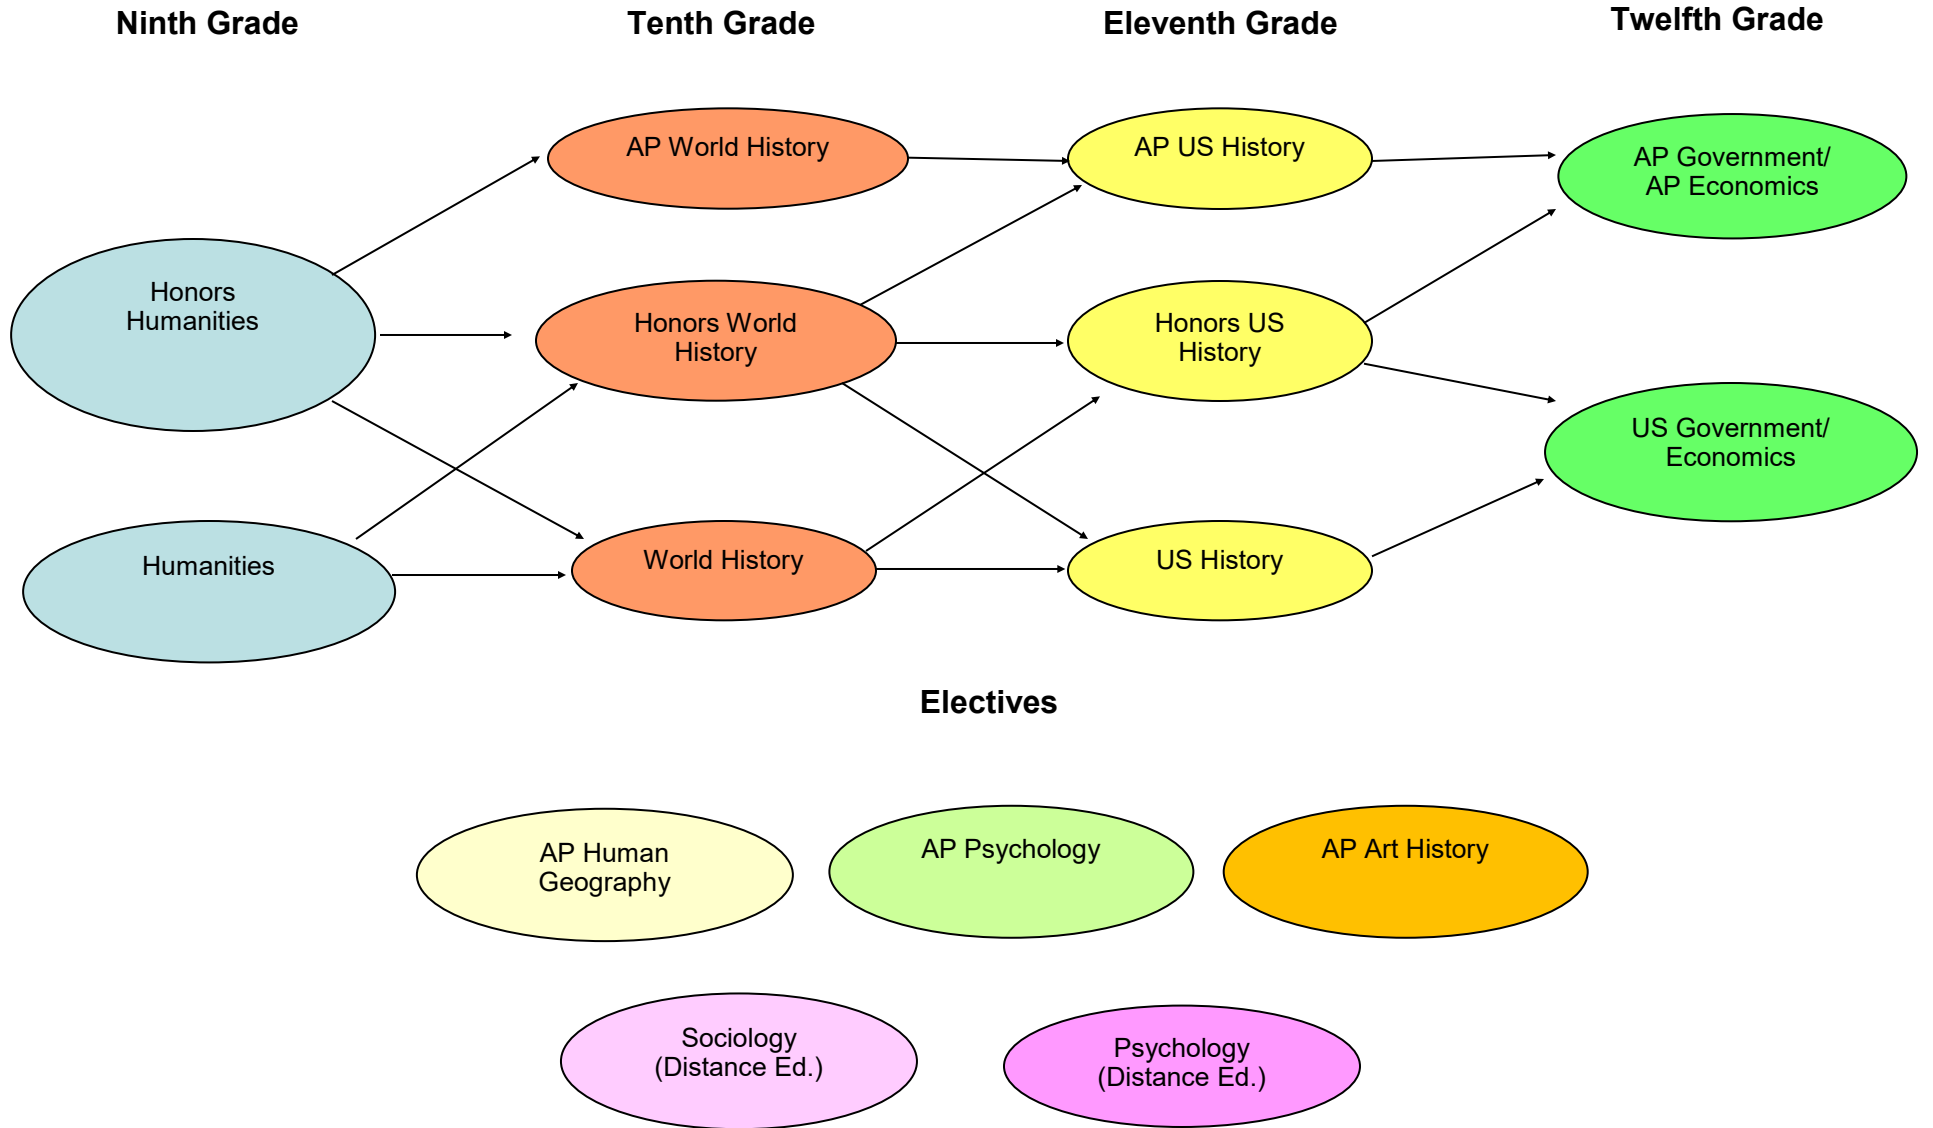 Ninth Grade
Tenth Grade
Eleventh Grade
Twelfth Grade
AP World History
AP US History
AP Government/
AP Economics
Honors
Humanities
Honors World
History
Honors US
History
US Government/
Economics
Humanities
World History
US History
Electives
AP Human
Geography
AP Psychology
AP Art History
Sociology
(Distance Ed.)
Psychology
(Distance Ed.)